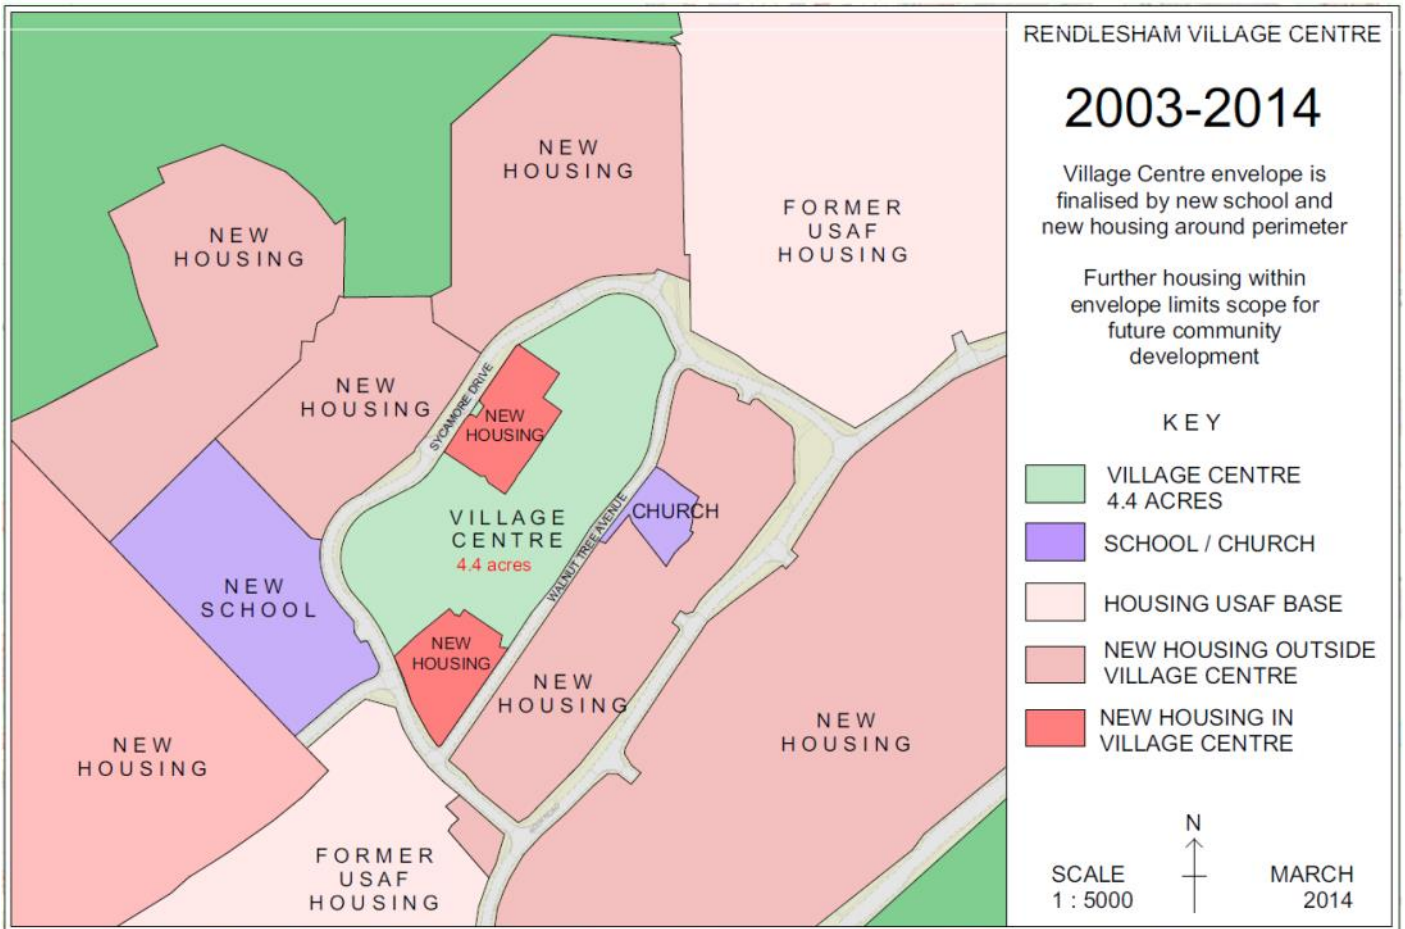 RENDLESHAM VILLAGE CENTRE
2003-2014
Village Centre envelope is
finalised by new school and
new housing around perimeter
Further housing within
envelope limits scope for
future community
development
KEY
VILLAGE CENTRE
4.4 ACRES
SCHOOL / CHURCH
HOUSING USAF BASE
NEW HOUSING OUTSIDE
VILLAGE CENTRE
NEW HOUSING IN
VILLAGE CENTRE
N
SCALE
1 : 5000
MARCH
2014
NEW
HOUSING
FORMER
USAF
HOUSING
NEW
HOUSING
NEW
HOUSING
SYCAMORE DRIVE
NEW
HOUSING
VILLAGE
CENTRE
4.4 acres
CHURCH
WALNUT TREE AVENUE
NEW
SCHOOL
NEW
HOUSING
NEW
HOUSING
NEW
HOUSING
NEW
HOUSING
FORMER
USAF
HOUSING